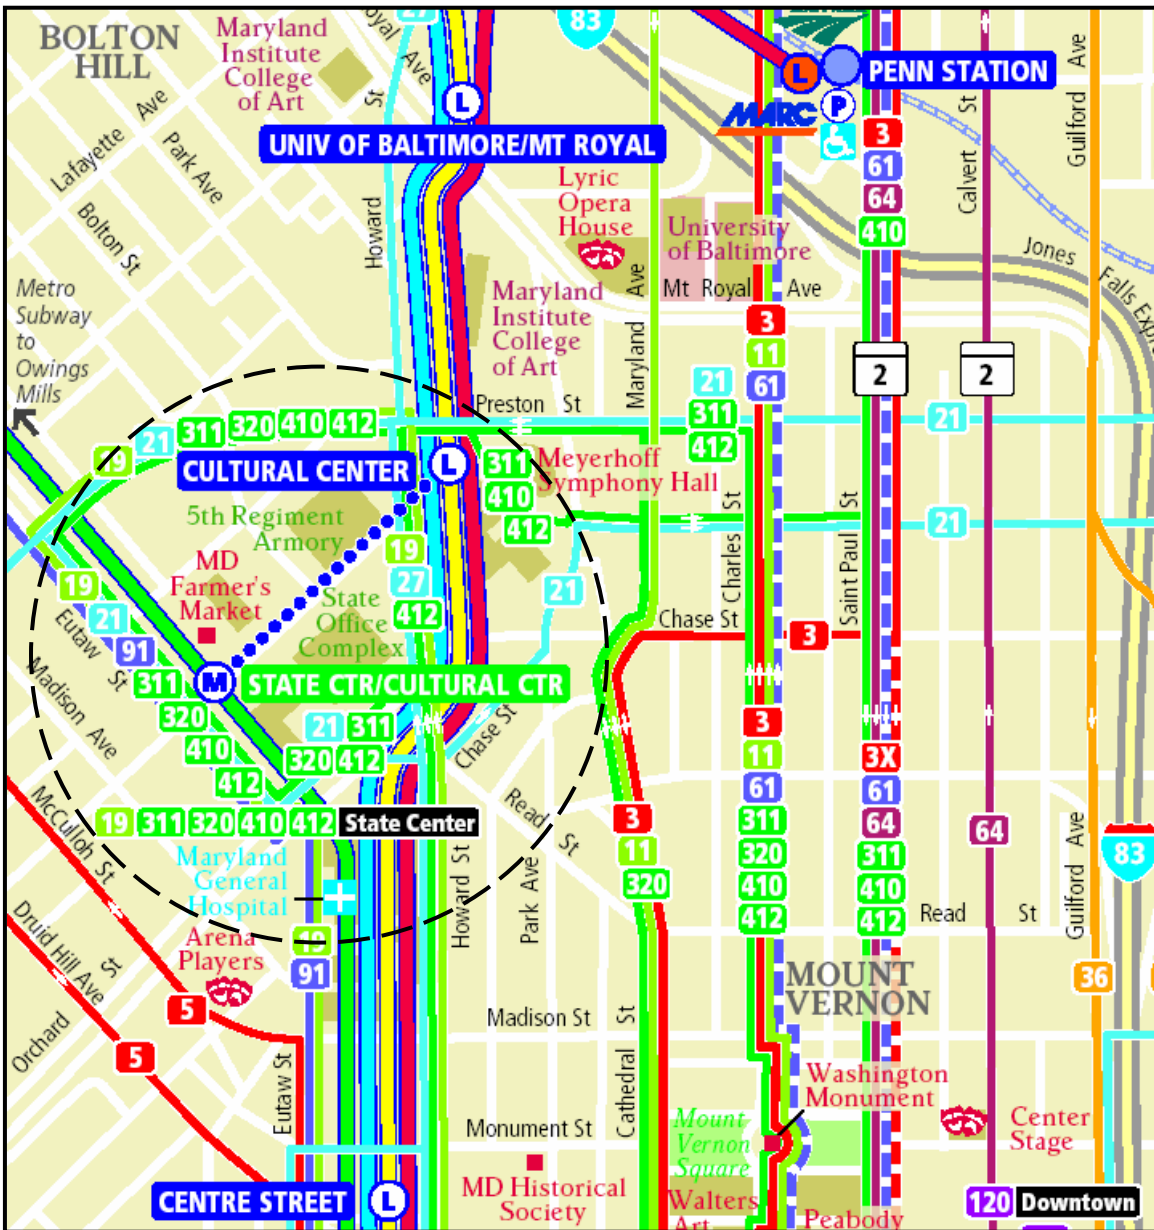 BOLTON
HILL
Maryland
Institute
College
of Art
27
Royal Ave
83
L
L
P
PENN STATION
MARC
UNIV OF BALTIMORE/MT ROYAL
Lafayette Ave
Park Ave
Bolton St
Howard St
Lyric
Opera
House
University
of Baltimore
3
61
64
410
Calvert St
Guilford Ave
Jones Falls
Mt Royal Ave
Maryland Ave
Metro
Subway
to
Owings
Mills
Maryland
Institute
College
of Art
3
11
61
2
2
Preston St
21
311
412
21
19
21
311
320
410
412
CULTURAL CENTER
L
311
410
412
Meyerhoff
Symphony Hall
5th Regiment
Armory
MD
Farmer's
Market
State
Office
Complex
19
27
412
21
21
Charles St
Saint Paul St
Chase St
3
19
21
91
311
320
410
412
Eutaw St
Madison Ave
M
STATE CTR/CULTURAL CTR
21 311
320 412
Chase St
19 311 320 410 412 State Center
McCulloh St
Druid Hill Ave
Orchard St
Maryland
General
Hospital
Howard St
Park Ave
Read St
3
11
320
3
11
61
311
320
410
412
3X
61
64
311
410
412
64
83
Guilford Ave
Read St
Arena
Players
19
91
5
5
MOUNT
VERNON
36
Madison St
Cathedral St
Eutaw St
Monument St
Washington
Monument
Mount
Vernon
Square
Center
Stage
CENTRE STREET
L
MD Historical
Society
Walters
Art
Peabody
120 Downtown